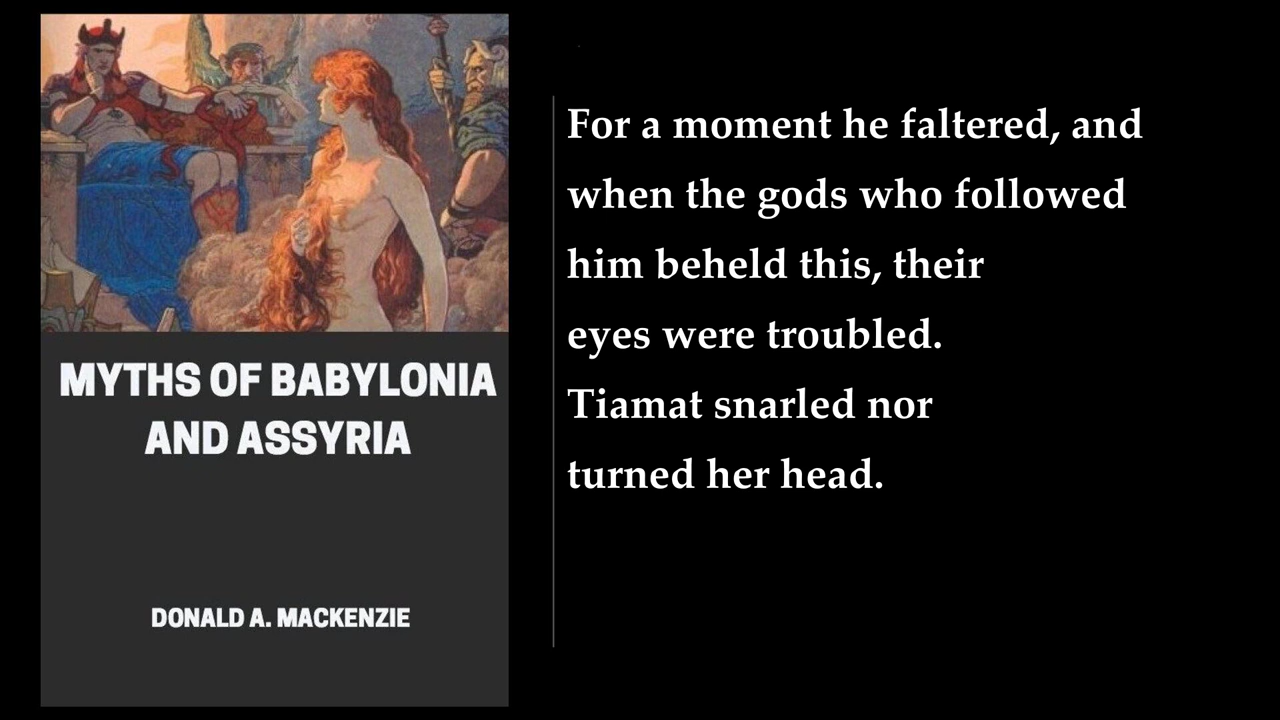 MYTHS OF BABYLONIA
AND ASSYRIA
DONALD A. MACKENZIE
For a moment he faltered, and
when the gods who followed
him beheld this, their
eyes were troubled.
Tiamat snarled nor
turned her head.